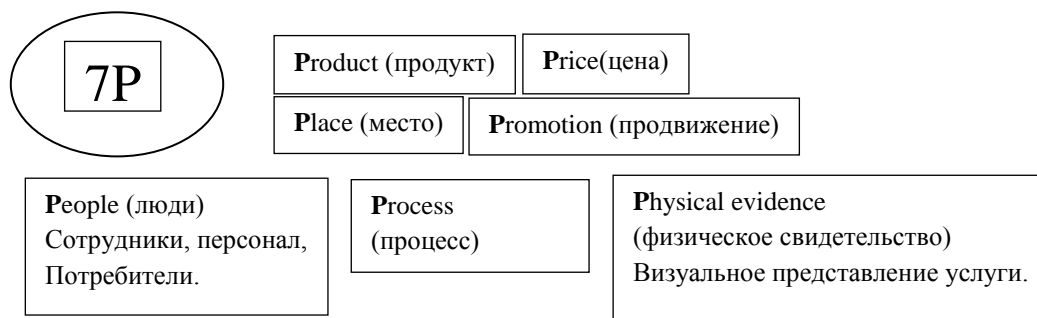 7P
Product (продукт)
Price(цена)
Place (место)
Promotion (продвижение)
People (люди)
Сотрудники, персонал,
Потребители.
Process
(процесс)
Physical evidence
(физическое свидетельство)
Визуальное представление услуги.